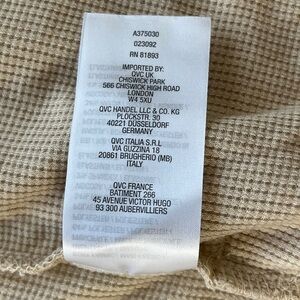 A375030
023092
RN 81893
IMPORTED BY:
QVC UK
CHISWICK PARK
566 CHISWICK HIGH ROAD
LONDON
W4 5XU
QVC HANDEL LLC & CO. KG
PLOCKSTR. 30
40221 DÜSSELDORF
GERMANY
QVC ITALIA S.R.L
VIA GUZZINA 18
20861 BRUGHERIO (MB)
ITALY
QVC FRANCE
BATIMENT 266
45 AVENUE VICTOR HUGO
93 300 AUBERVILLIERS